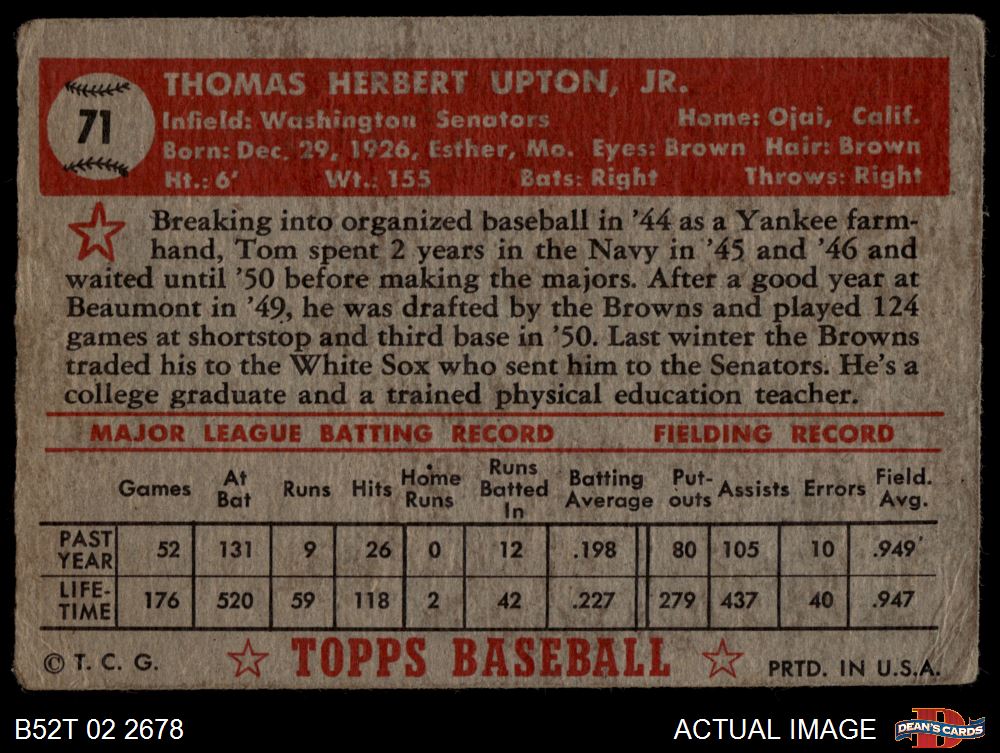 71
THOMAS HERBERT UPTON, JR.
Infield: Washington Senators Home: Ojai, Calif.
Born: Dec. 29, 1926, Esther, Mo. Eyes: Brown Hair: Brown
Ht.: 6' Wt.: 155 Bats: Right Throws: Right
Breaking into organized baseball in '44 as a Yankee farm-
hand, Tom spent 2 years in the Navy in '45 and '46 and
waited until '50 before making the majors. After a good year at
Beaumont in '49, he was drafted by the Browns and played 124
games at shortstop and third base in '50. Last winter the Browns
traded his to the White Sox who sent him to the Senators. He's a
college graduate and a trained physical education teacher.
MAJOR LEAGUE BATTING RECORD FIELDING RECORD
Games At Bat Runs Hits Home Runs Runs Batted In Batting Average Put-outs Assists Errors Field. Avg.
PAST YEAR 52 131 9 26 0 12 .198 80 105 10 .949
LIFE-TIME 176 520 59 118 2 42 .227 279 437 40 .947
© T. C. G. TOPPS BASEBALL PRTD. IN U.S.A.
B52T 02 2678 ACTUAL IMAGE D DEAN'S CARDS